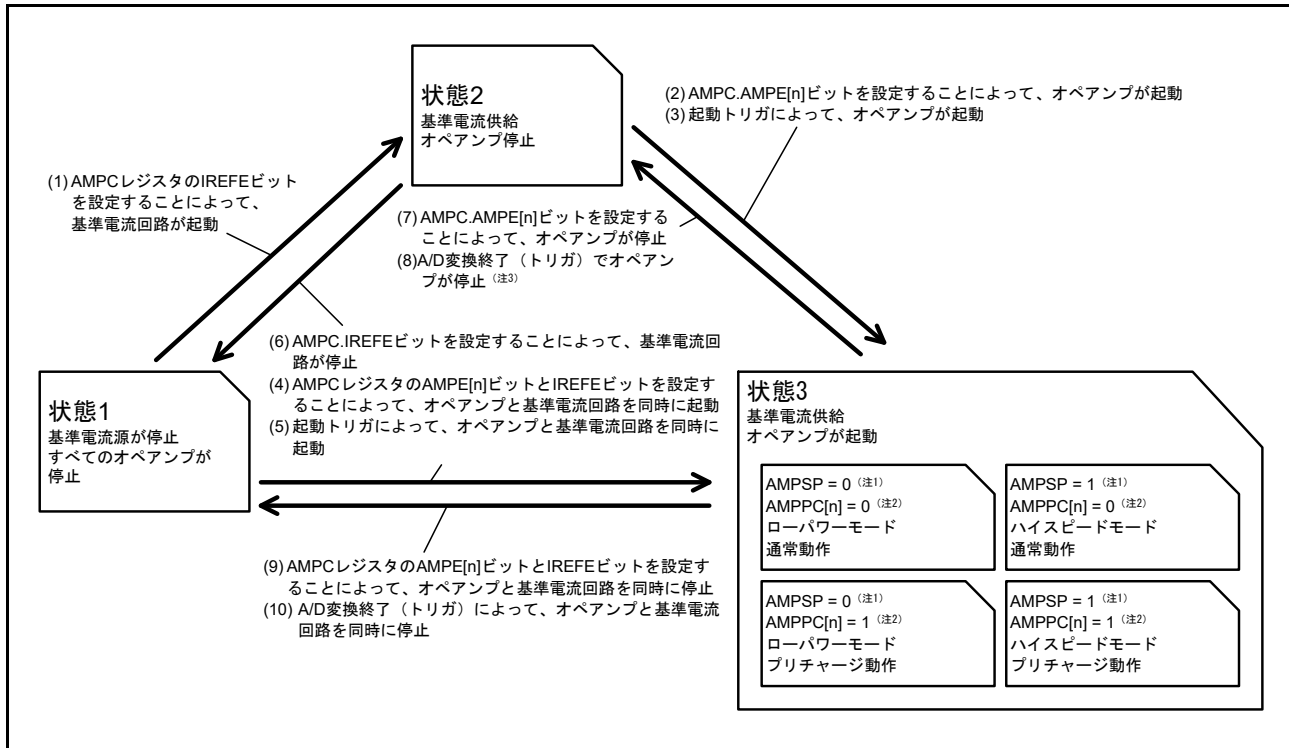 状態2
基準電流供給
オペアンプ停止
(2) AMPC.AMPE[n]ビットを設定することによって、オペアンプが起動
(3) 起動トリガによって、オペアンプが起動
(1) AMPCレジスタのIREFEビット
を設定することによって、
基準電流回路が起動
(7) AMPC.AMPE[n]ビットを設定する
ことによって、オペアンプが停止
(8)A/D変換終了（トリガ）でオペアン
プが停止（注3）
(6) AMPC.IREFEビットを設定することによって、基準電流回
路が停止
(4) AMPCレジスタのAMPE[n]ビットとIREFEビットを設定す
ることによって、オペアンプと基準電流回路を同時に起動
(5) 起動トリガによって、オペアンプと基準電流回路を同時に
起動
状態1
基準電流源が停止
すべてのオペアンプが
停止
(9) AMPCレジスタのAMPE[n]ビットとIREFEビットを設定す
ることによって、オペアンプと基準電流回路を同時に停止
(10) A/D変換終了（トリガ）によって、オペアンプと基準電流
回路を同時に停止
状態3
基準電流供給
オペアンプが起動
AMPSP = 0（注1）
AMPPC[n] = 0（注2）
ローパワーモード
通常動作
AMPSP = 1（注1）
AMPPC[n] = 0（注2）
ハイスピードモード
通常動作
AMPSP = 0（注1）
AMPPC[n] = 1（注2）
ローパワーモード
プリチャージ動作
AMPSP = 1（注1）
AMPPC[n] = 1（注2）
ハイスピードモード
プリチャージ動作